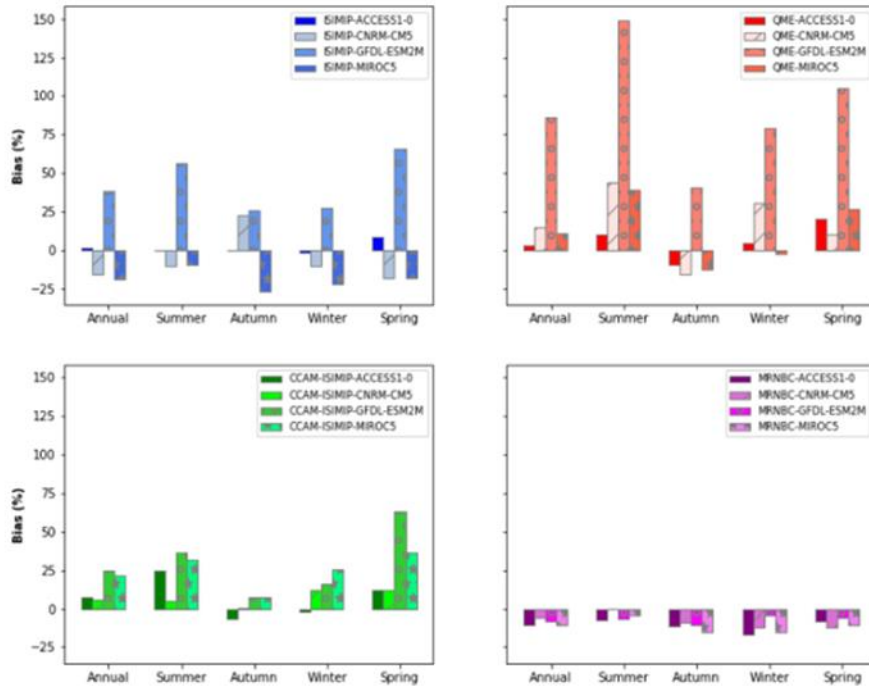 150
125
100
75
50
25
0
−25
Bias (%)
ISIMIP-ACCESS1-0
ISIMIP-CNRM-CM5
ISIMIP-GFDL-ESM2M
ISIMIP-MIROC5
Annual Summer Autumn Winter Spring
QME-ACCESS1-0
QME-CNRM-CM5
QME-GFDL-ESM2M
QME-MIROC5
Annual Summer Autumn Winter Spring
150
125
100
75
50
25
0
−25
Bias (%)
CCAM-ISIMIP-ACCESS1-0
CCAM-ISIMIP-CNRM-CM5
CCAM-ISIMIP-GFDL-ESM2M
CCAM-ISIMIP-MIROC5
Annual Summer Autumn Winter Spring
MRNBC-ACCESS1-0
MRNBC-CNRM-CM5
MRNBC-GFDL-ESM2M
MRNBC-MIROC5
Annual Summer Autumn Winter Spring